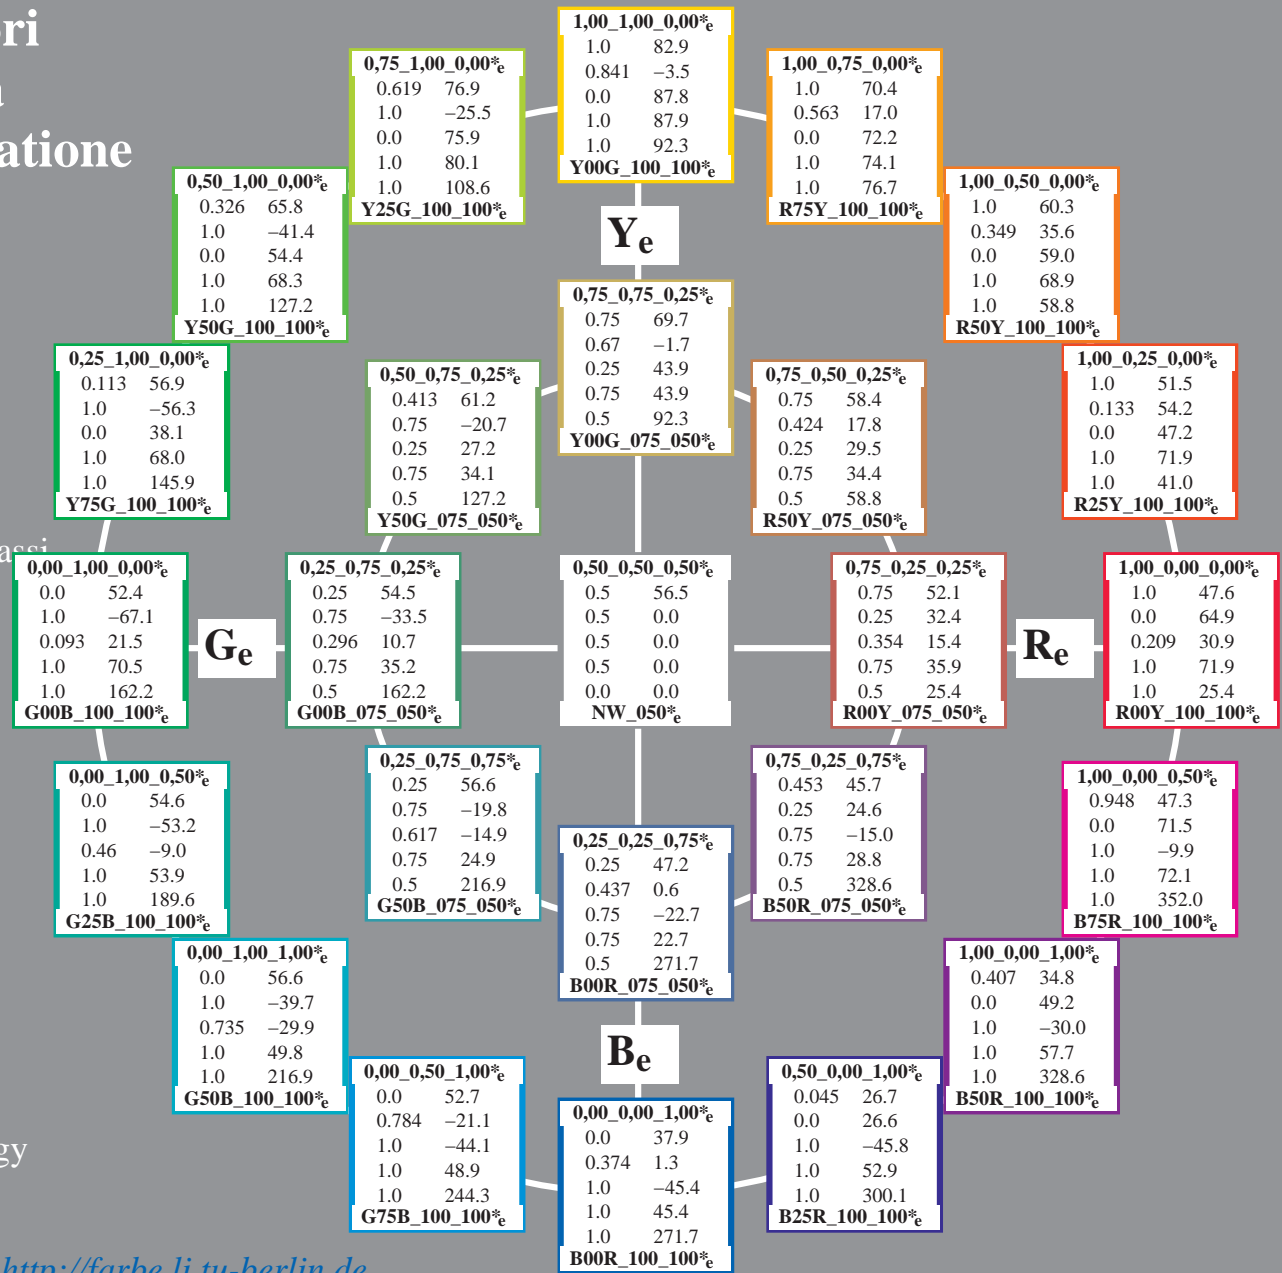 ri
a
atione
1,00_1,00_0,00*e
1.0 82.9
0.841 −3.5
0.0 87.8
1.0 87.9
1.0 92.3
Y00G_100_100*e
0,75_1,00_0,00*e
0.619 76.9
1.0 −25.5
0.0 75.9
1.0 80.1
1.0 108.6
Y25G_100_100*e
1,00_0,75_0,00*e
1.0 70.4
0.563 17.0
0.0 72.2
1.0 74.1
1.0 76.7
R75Y_100_100*e
0,50_1,00_0,00*e
0.326 65.8
1.0 −41.4
0.0 54.4
1.0 68.3
1.0 127.2
Y50G_100_100*e
Ye
1,00_0,50_0,00*e
1.0 60.3
0.349 35.6
0.0 59.0
1.0 68.9
1.0 58.8
R50Y_100_100*e
0,75_0,75_0,25*e
0.75 69.7
0.67 −1.7
0.25 43.9
0.75 43.9
0.5 92.3
Y00G_075_050*e
0,25_1,00_0,00*e
0.113 56.9
1.0 −56.3
0.0 38.1
1.0 68.0
1.0 145.9
Y75G_100_100*e
0,50_0,75_0,25*e
0.413 61.2
0.75 −20.7
0.25 27.2
0.75 34.1
0.5 127.2
Y50G_075_050*e
0,75_0,50_0,25*e
0.75 58.4
0.424 17.8
0.25 29.5
0.75 34.4
0.5 58.8
R50Y_075_050*e
1,00_0,25_0,00*e
1.0 51.5
0.133 54.2
0.0 47.2
1.0 71.9
1.0 41.0
R25Y_100_100*e
assi
0,00_1,00_0,00*e
0.0 52.4
1.0 −67.1
0.093 21.5
1.0 70.5
1.0 162.2
G00B_100_100*e
Ge
0,25_0,75_0,25*e
0.25 54.5
0.75 −33.5
0.296 10.7
0.75 35.2
0.5 162.2
G00B_075_050*e
0,50_0,50_0,50*e
0.5 56.5
0.5 0.0
0.5 0.0
0.5 0.0
0.0 0.0
NW_050*e
0,75_0,25_0,25*e
0.75 52.1
0.25 32.4
0.354 15.4
0.75 35.9
0.5 25.4
R00Y_075_050*e
Re
1,00_0,00_0,00*e
1.0 47.6
0.0 64.9
0.209 30.9
1.0 71.9
1.0 25.4
R00Y_100_100*e
0,00_1,00_0,50*e
0.0 54.6
1.0 −53.2
0.46 −9.0
1.0 53.9
1.0 189.6
G25B_100_100*e
0,25_0,75_0,75*e
0.25 56.6
0.75 −19.8
0.617 −14.9
0.75 24.9
0.5 216.9
G50B_075_050*e
0,75_0,25_0,75*e
0.453 45.7
0.25 24.6
0.75 −15.0
0.75 28.8
0.5 328.6
B50R_075_050*e
1,00_0,00_0,50*e
0.948 47.3
0.0 71.5
1.0 −9.9
1.0 72.1
1.0 352.0
B75R_100_100*e
0,25_0,25_0,75*e
0.25 47.2
0.437 0.6
0.75 −22.7
0.75 22.7
0.5 271.7
B00R_075_050*e
0,00_1,00_1,00*e
0.0 56.6
1.0 −39.7
0.735 −29.9
1.0 49.8
1.0 216.9
G50B_100_100*e
Be
1,00_0,00_1,00*e
0.407 34.8
0.0 49.2
1.0 −30.0
1.0 57.7
1.0 328.6
B50R_100_100*e
0,00_0,50_1,00*e
0.0 52.7
0.784 −21.1
1.0 −44.1
1.0 48.9
1.0 244.3
G75B_100_100*e
0,50_0,00_1,00*e
0.045 26.7
0.0 26.6
1.0 −45.8
1.0 52.9
1.0 300.1
B25R_100_100*e
0,00_0,00_1,00*e
0.0 37.9
0.374 1.3
1.0 −45.4
1.0 45.4
1.0 271.7
B00R_100_100*e
gy
http://farbe.li.tu-berlin.de